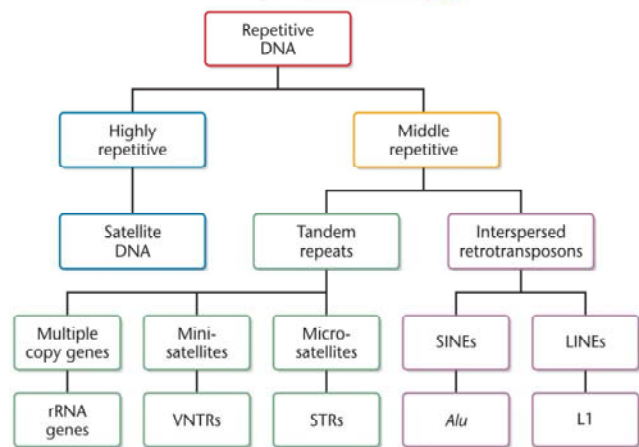 Repetitive
DNA
Highly
repetitive
Middle
repetitive
Satellite
DNA
Tandem
repeats
Interspersed
retrotransposons
Multiple
copy genes
Mini-
satellites
Micro-
satellites
SINEs
LINEs
rRNA
genes
VNTRs
STRs
Alu
L1